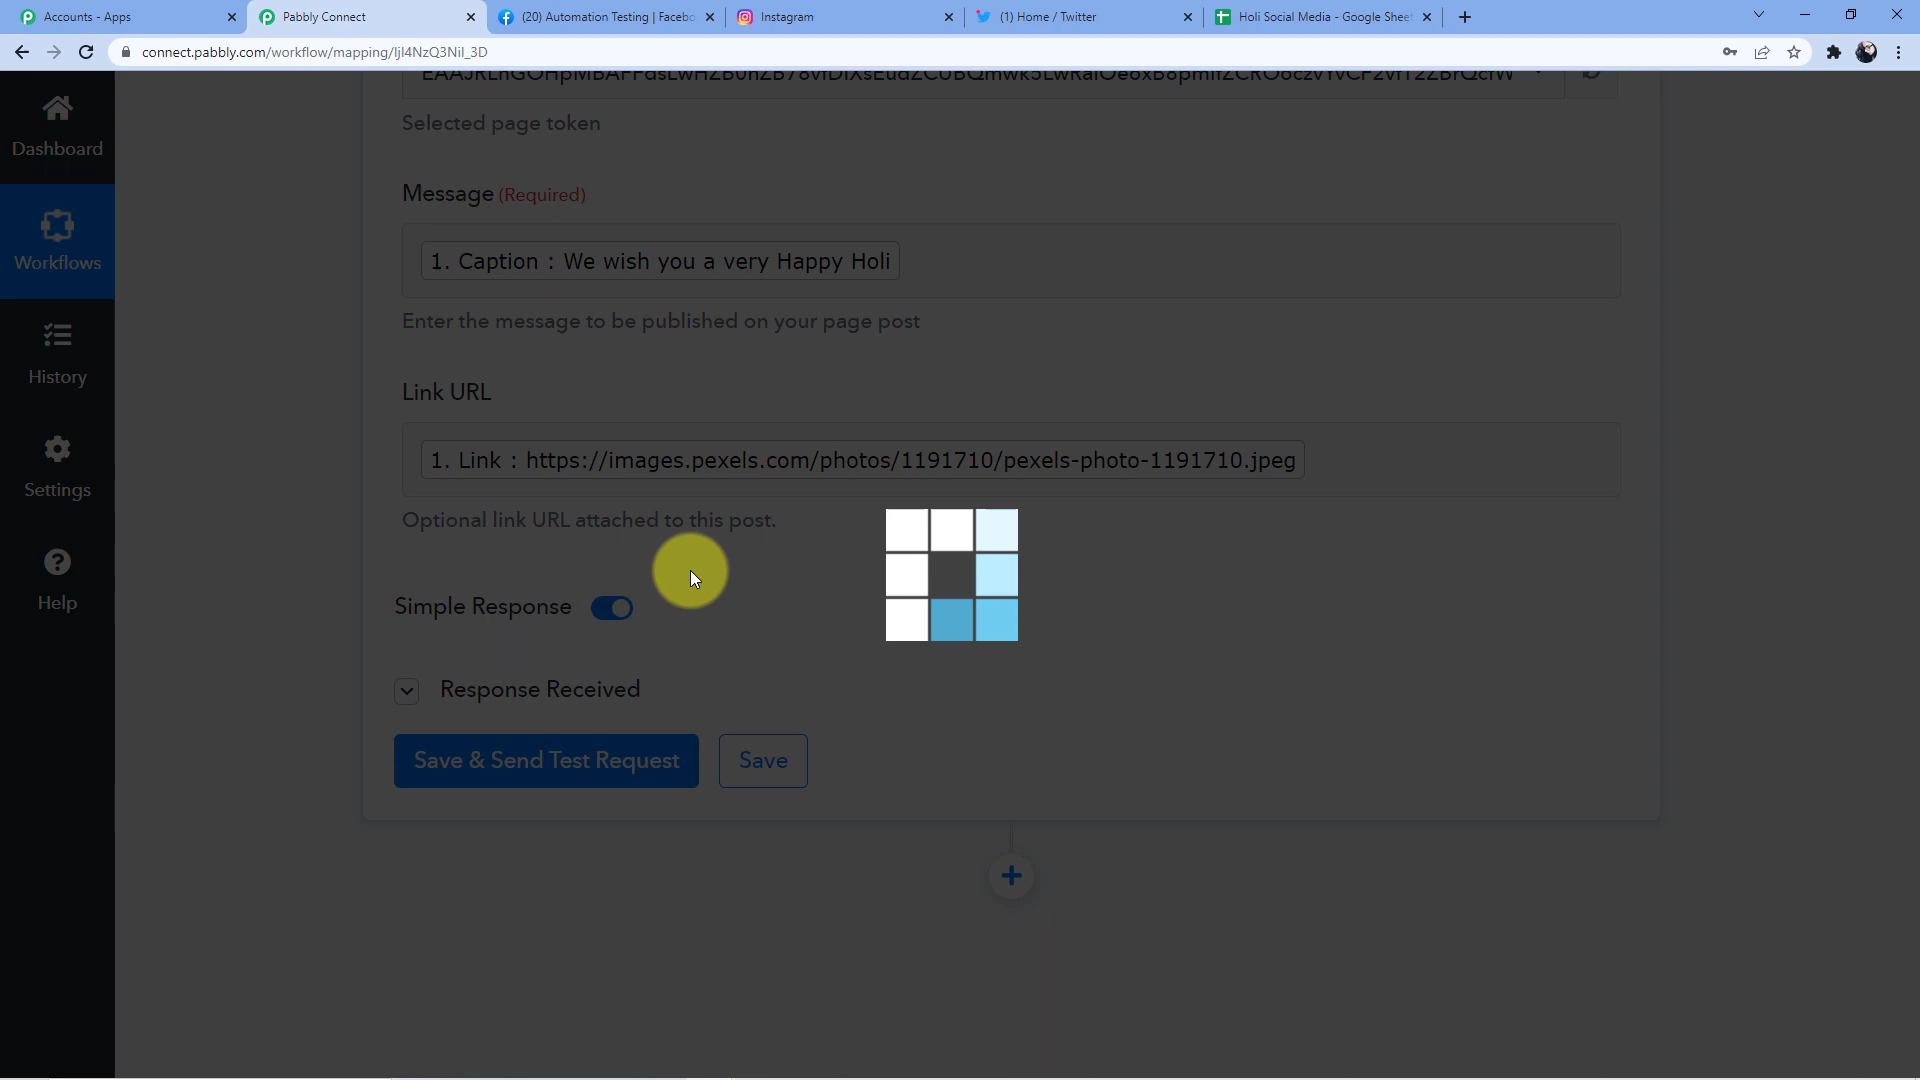 Accounts - Apps
Pabbly Connect
(20) Automation Testing | Facebo
Instagram
(1) Home / Twitter
Holi Social Media - Google Sheet
connect.pabbly.com/workflow/mapping/IjI4NzQ3NiI_3D
Dashboard
Workflows
History
Settings
Help
Selected page token
Message (Required)
1. Caption : We wish you a very Happy Holi
Enter the message to be published on your page post
Link URL
1. Link : https://images.pexels.com/photos/1191710/pexels-photo-1191710.jpeg
Optional link URL attached to this post.
Simple Response
Response Received
Save & Send Test Request
Save